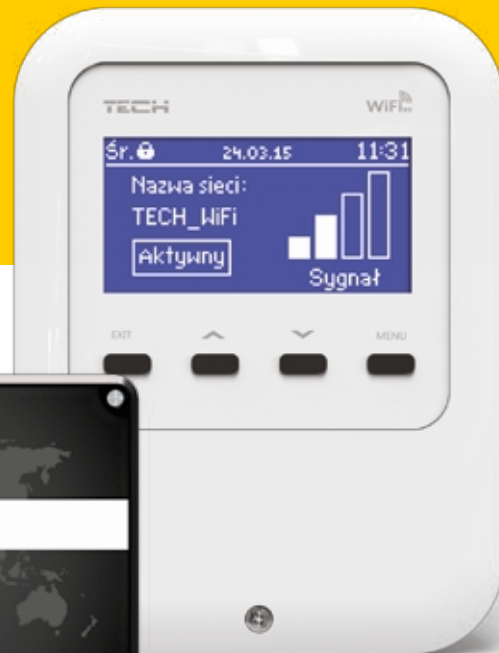 TECH WiFi
Śr. 24.03.15 11:31
Nazwa sieci:
TECH_WiFi
Aktywny
Sygnał
EXIT MENU